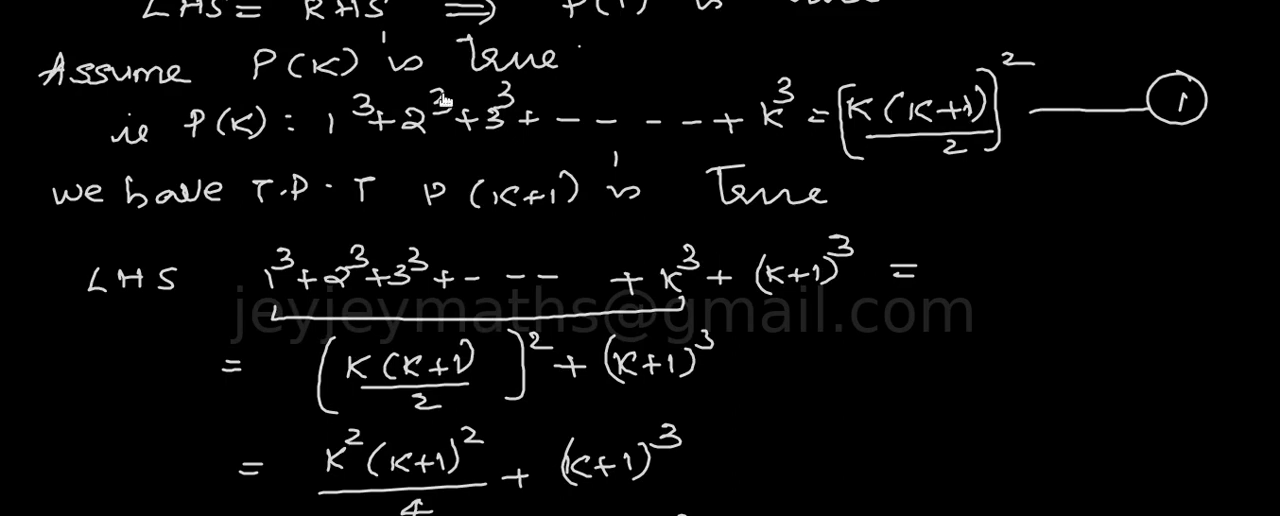 LHS = RHS ⟹ P(1) is True
Assume P(K) is True.
ie P(K) : 1³+2³+3³+ - - - - - + K³ = [K(K+1)/2]² —— ①
we have T.P.T P(K+1) is True
LHS 1³+2³+3³+ - - - - + K³ + (K+1)³ =
jeyjeymaths@gmail.com
= (K(K+1)/2]² + (K+1)³
= K²(K+1)²/4 + (K+1)³